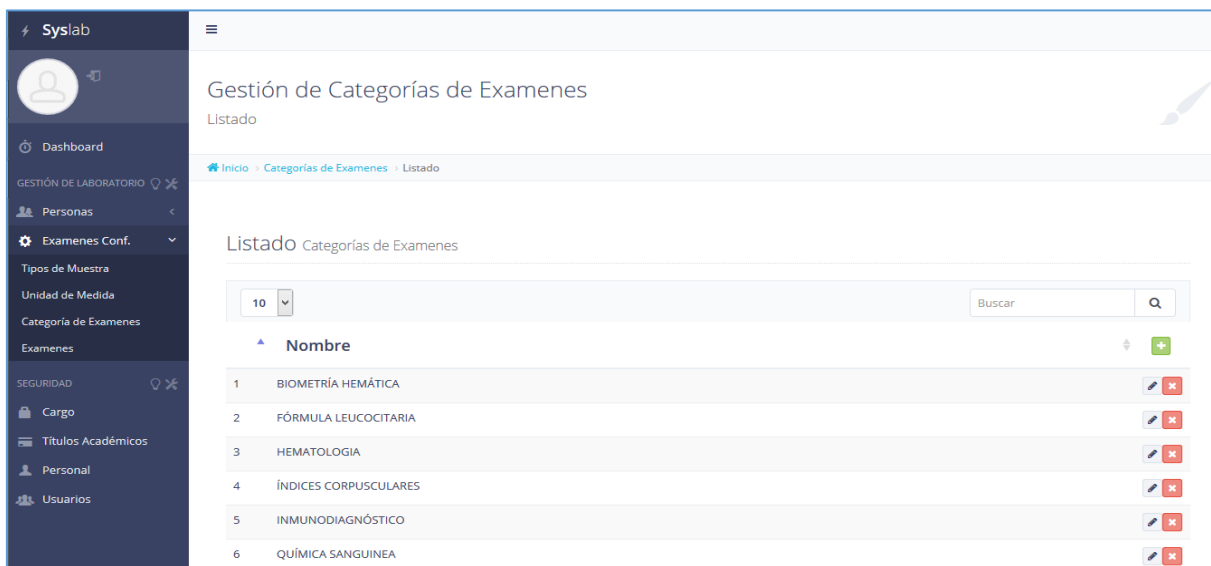 Syslab
Dashboard
GESTIÓN DE LABORATORIO
Personas
Examenes Conf.
Tipos de Muestra
Unidad de Medida
Categoría de Examenes
Examenes
SEGURIDAD
Cargo
Títulos Académicos
Personal
Usuarios
Gestión de Categorías de Examenes
Listado
Inicio > Categorías de Examenes > Listado
Listado Categorías de Examenes
10
Buscar
Nombre
1 BIOMETRÍA HEMÁTICA
2 FÓRMULA LEUCOCITARIA
3 HEMATOLOGIA
4 ÍNDICES CORPUSCULARES
5 INMUNODIAGNÓSTICO
6 QUÍMICA SANGUINEA